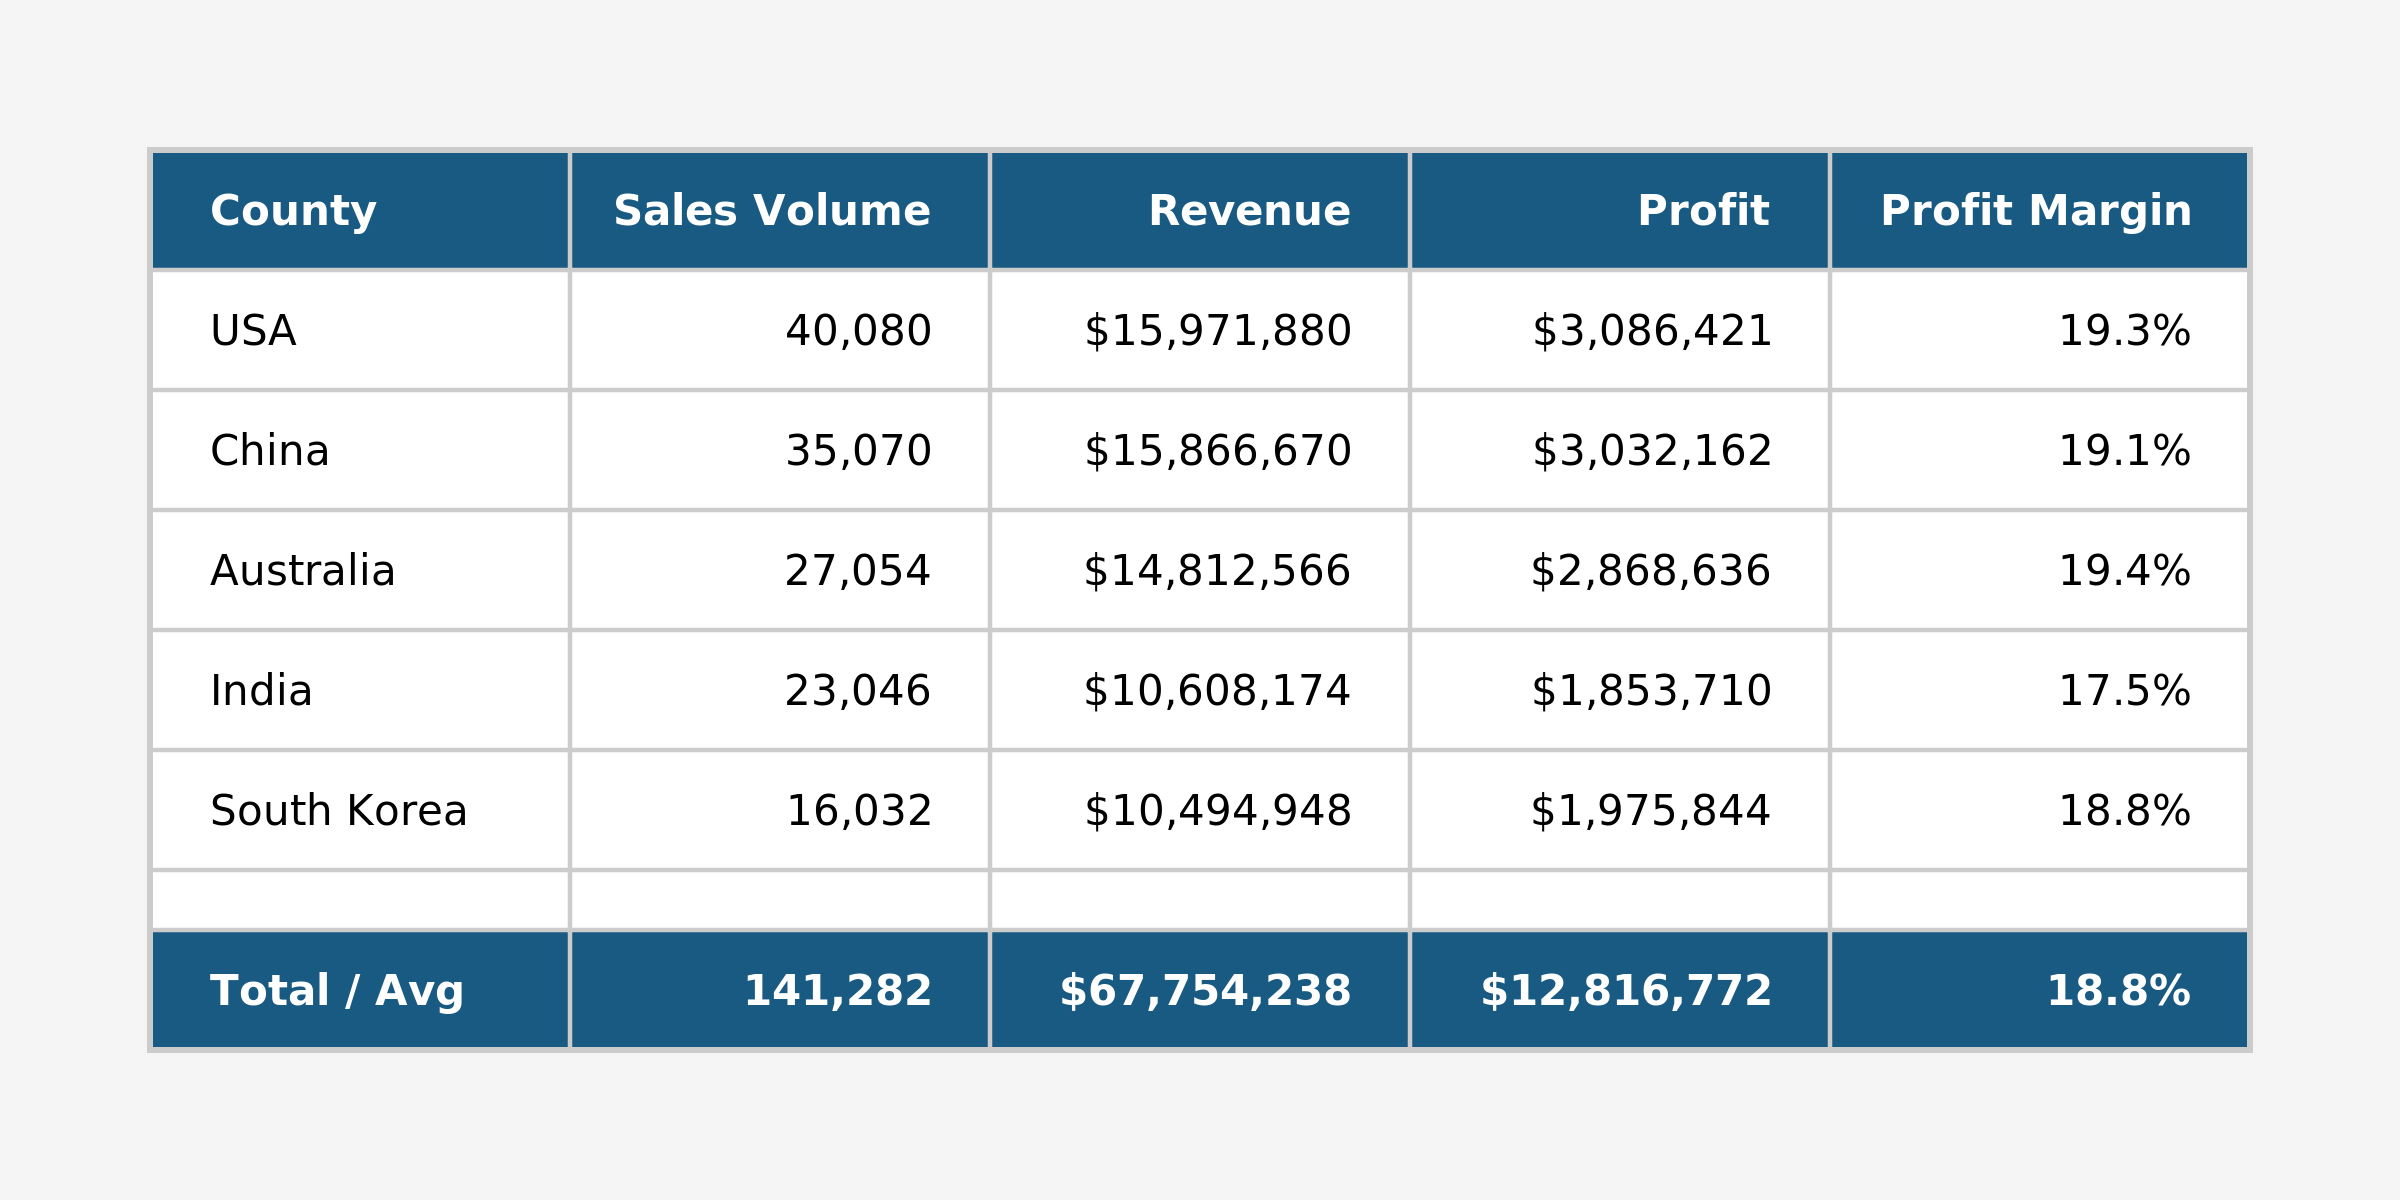 County Sales Volume Revenue Profit Profit Margin
USA 40,080 $15,971,880 $3,086,421 19.3%
China 35,070 $15,866,670 $3,032,162 19.1%
Australia 27,054 $14,812,566 $2,868,636 19.4%
India 23,046 $10,608,174 $1,853,710 17.5%
South Korea 16,032 $10,494,948 $1,975,844 18.8%
Total / Avg 141,282 $67,754,238 $12,816,772 18.8%